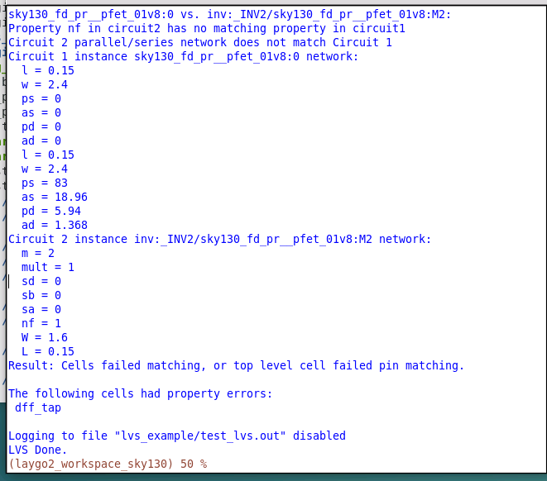 sky130_fd_pr__pfet_01v8:0 vs. inv:_INV2/sky130_fd_pr__pfet_01v8:M2:
Property nf in circuit2 has no matching property in circuit1
Circuit 2 parallel/series network does not match Circuit 1
Circuit 1 instance sky130_fd_pr__pfet_01v8:0 network:
  l = 0.15
  w = 2.4
  ps = 0
  as = 0
  pd = 0
  ad = 0
  l = 0.15
  w = 2.4
  ps = 83
  as = 18.96
  pd = 5.94
  ad = 1.368
Circuit 2 instance inv:_INV2/sky130_fd_pr__pfet_01v8:M2 network:
  m = 2
  mult = 1
  sd = 0
  sb = 0
  sa = 0
  nf = 1
  W = 1.6
  L = 0.15
Result: Cells failed matching, or top level cell failed pin matching.

The following cells had property errors:
 dff_tap

Logging to file "lvs_example/test_lvs.out" disabled
LVS Done.
(laygo2_workspace_sky130) 50 %